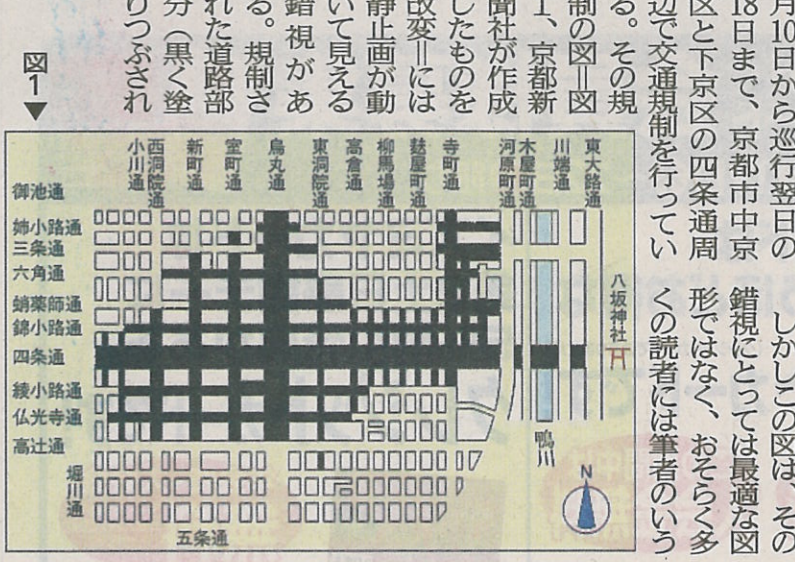 月10日から巡行翌日の
18日まで、京都市中京
区と下京区の四条通周
辺で交通規制を行ってい
る。その規
制の図＝図
1、京都新
聞社が作成
したものを
改変＝には
静止画が動
いて見える
錯視があ
る。規制さ
れた道路部
分（黒く塗
りつぶされ
しかしこの図は、その
錯視にとっては最適な図
形ではなく、おそらく多
くの読者には筆者のいう
図1▼
小川通
西洞院通
新町通
室町通
烏丸通
東洞院通
高倉通
柳馬場通
麩屋町通
寺町通
河原町通
木屋町通
川端通
東大路通
御池通
姉小路通
三条通
六角通
蛸薬師通
錦小路通
四条通
綾小路通
仏光寺通
高辻通
堀川通
五条通
八坂神社
鴨川
N